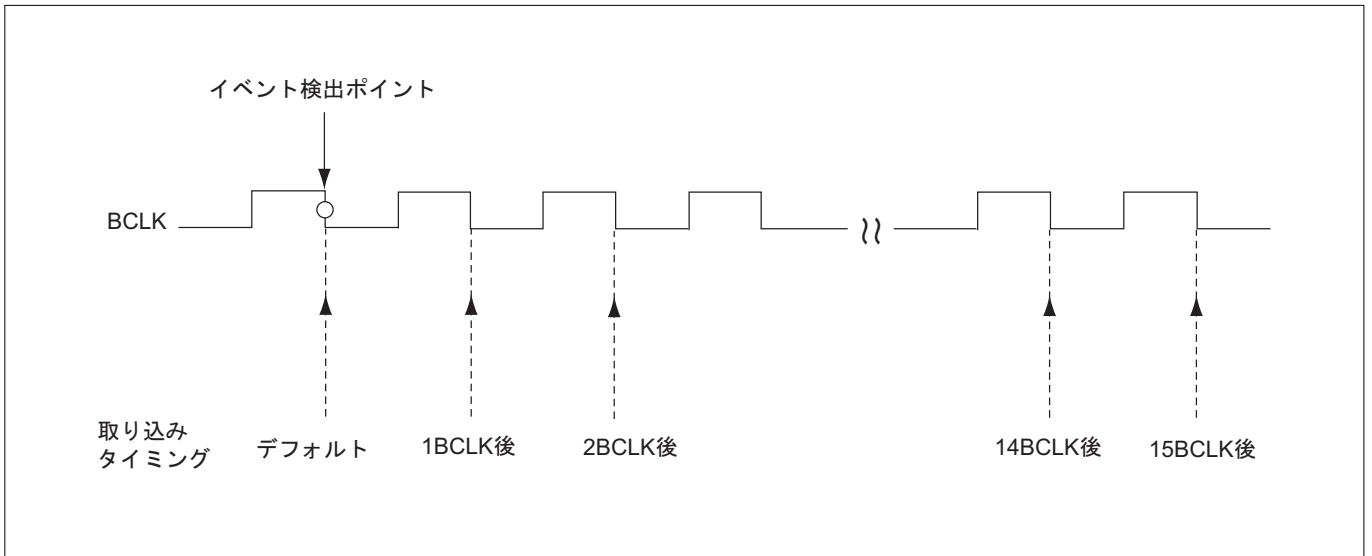 イベント検出ポイント
BCLK
取り込み
タイミング
デフォルト
1BCLK後
2BCLK後
14BCLK後
15BCLK後